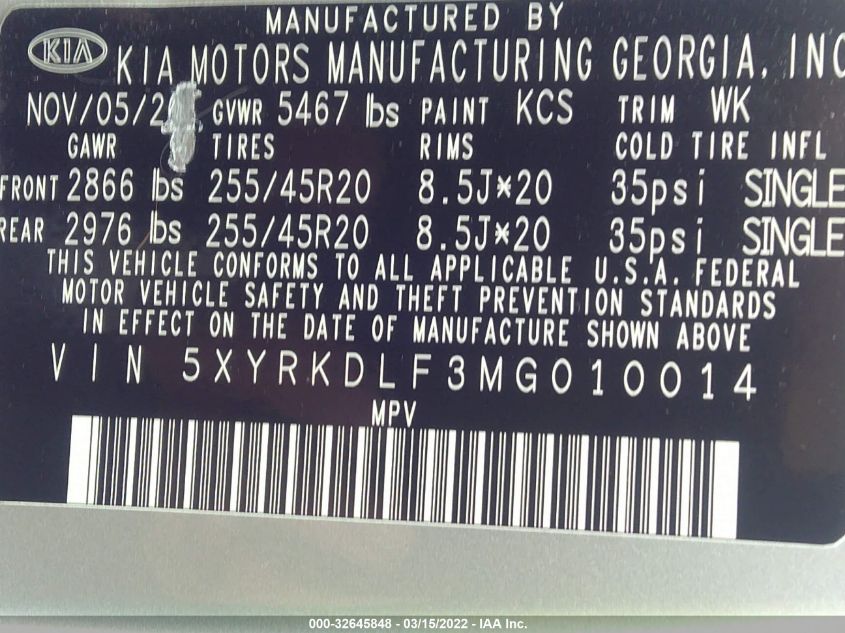 MANUFACTURED BY
KIA KIA MOTORS MANUFACTURING GEORGIA, INC
NOV/05/2 GVWR 5467 lbs PAINT KCS TRIM WK
GAWR TIRES RIMS COLD TIRE INFL
FRONT 2866 lbs 255/45R20 8.5J*20 35psi SINGLE
REAR 2976 lbs 255/45R20 8.5J*20 35psi SINGLE
THIS VEHICLE CONFORMS TO ALL APPLICABLE U.S.A. FEDERAL
MOTOR VEHICLE SAFETY AND THEFT PREVENTION STANDARDS
IN EFFECT ON THE DATE OF MANUFACTURE SHOWN ABOVE
VIN 5XYRKDLF3MG010014
MPV
000-32645848 - 03/15/2022 - IAA Inc.